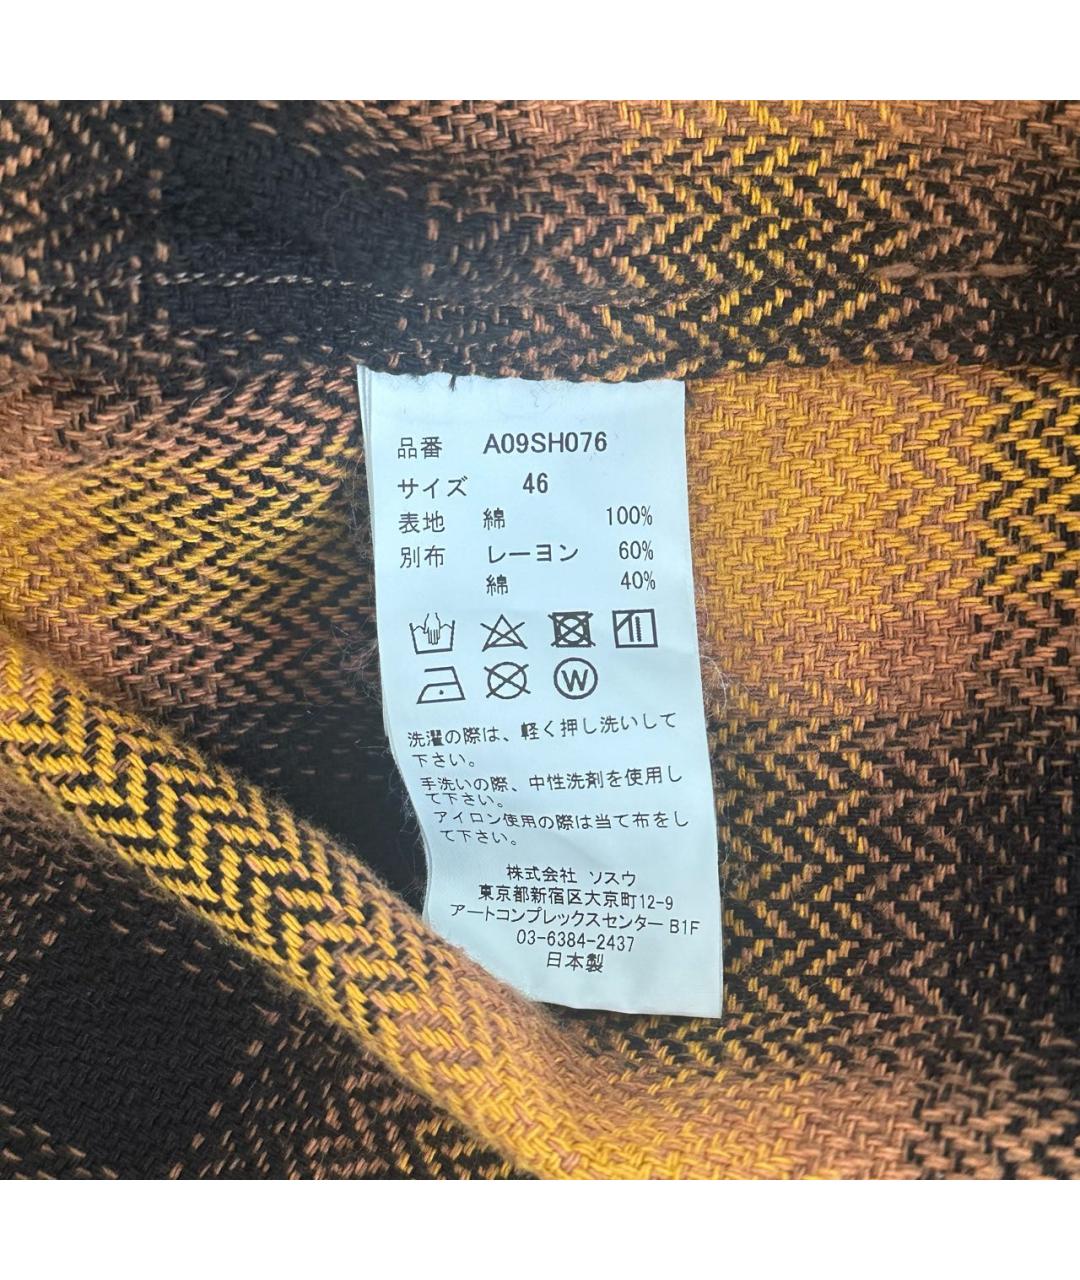 品番 A09SH076
サイズ 46
表地 綿 100%
別布 レーヨン 60%
綿 40%
W
洗濯の際は、軽く押し洗いして
下さい。
手洗いの際、中性洗剤を使用し
て下さい。
アイロン使用の際は当て布をし
て下さい。
株式会社 ソスウ
東京都新宿区大京町12-9
アートコンプレックスセンター B1F
03-6384-2437
日本製